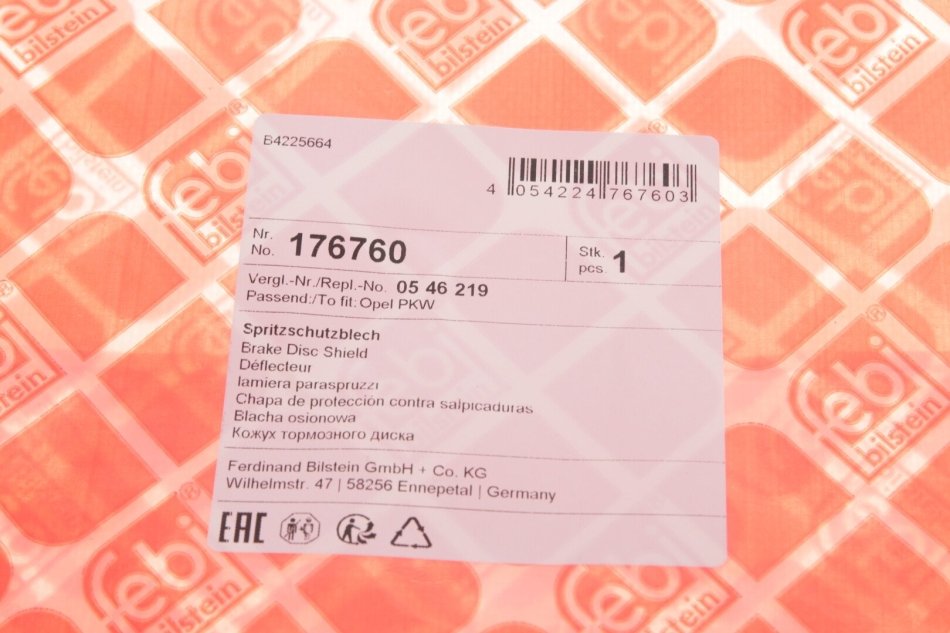 B4225664
4 054224 767603
Nr.
No. 176760
Stk.
pcs. 1
Vergl.-Nr./Repl.-No. 05 46 219
Passend:/To fit: Opel PKW
Spritzschutzblech
Brake Disc Shield
Déflecteur
lamiera paraspruzzi
Chapa de protección contra salpicaduras
Blacha osionowa
Кожух тормозного диска
Ferdinand Bilstein GmbH + Co. KG
Wilhelmstr. 47 | 58256 Ennepetal | Germany
EAC
febi
bilstein